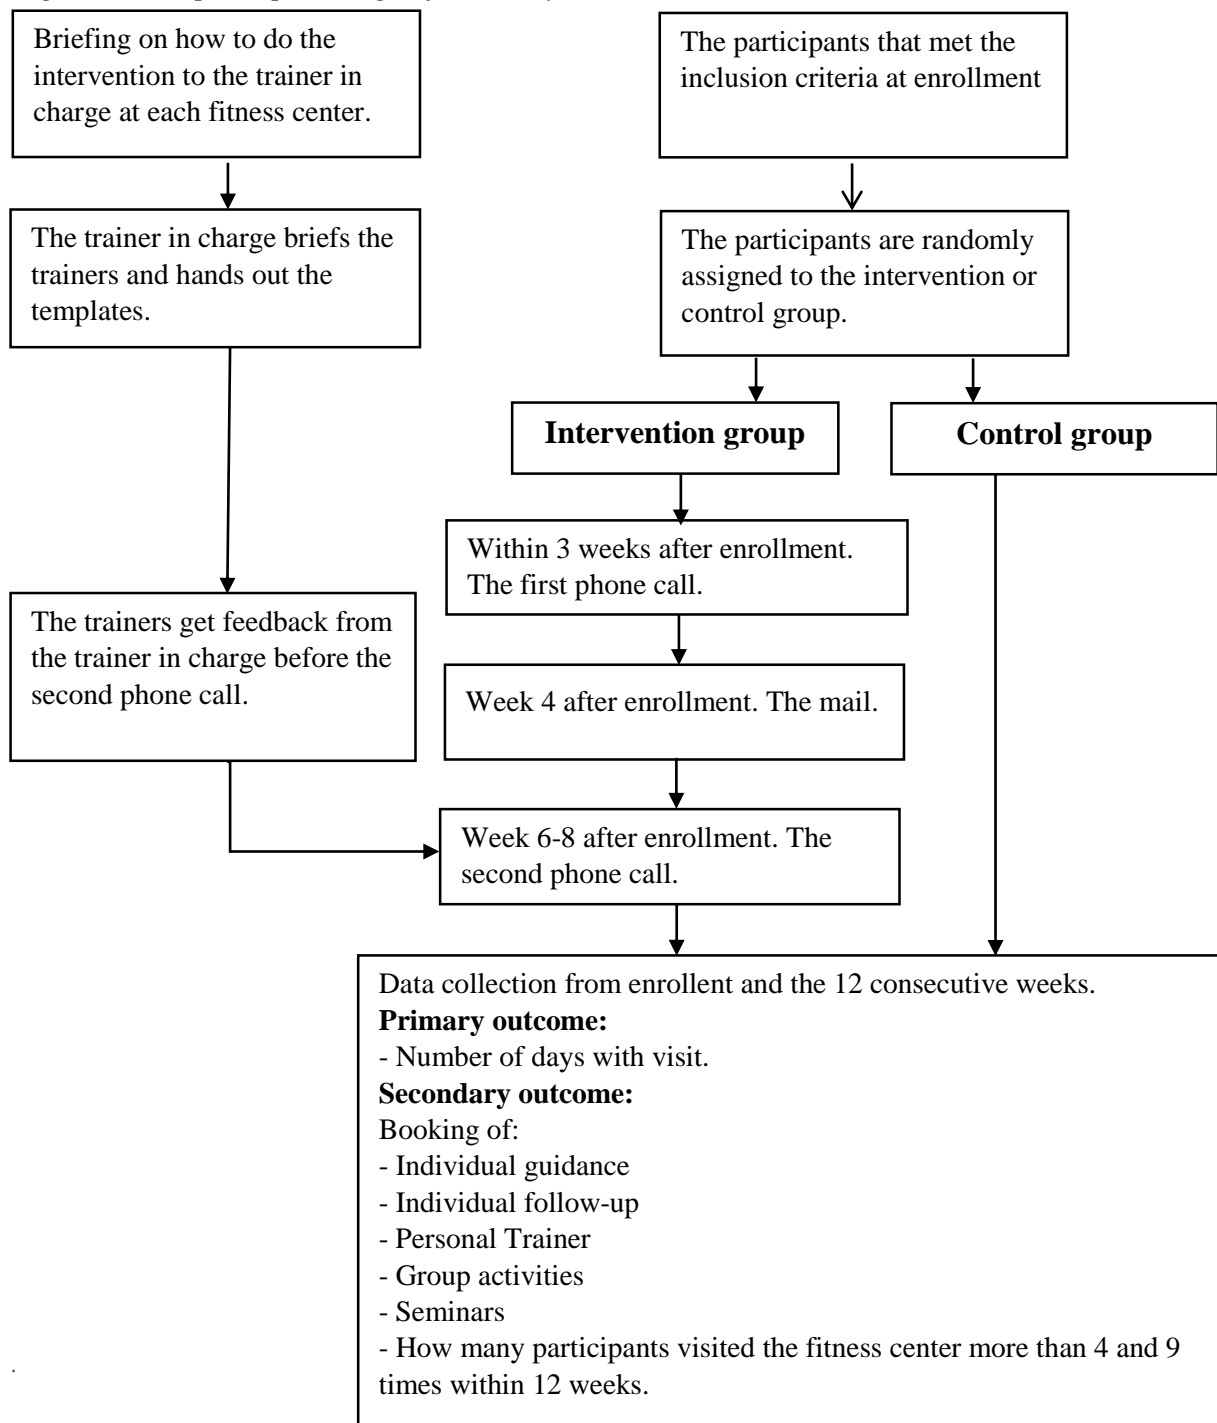 Briefing on how to do the
intervention to the trainer in
charge at each fitness center.
The participants that met the
inclusion criteria at enrollment
The trainer in charge briefs the
trainers and hands out the
templates.
The participants are randomly
assigned to the intervention or
control group.
Intervention group
Control group
Within 3 weeks after enrollment.
The first phone call.
The trainers get feedback from
the trainer in charge before the
second phone call.
Week 4 after enrollment. The mail.
Week 6-8 after enrollment. The
second phone call.
Data collection from enrollent and the 12 consecutive weeks.
Primary outcome:
- Number of days with visit.
Secondary outcome:
Booking of:
- Individual guidance
- Individual follow-up
- Personal Trainer
- Group activities
- Seminars
- How many participants visited the fitness center more than 4 and 9
times within 12 weeks.
.